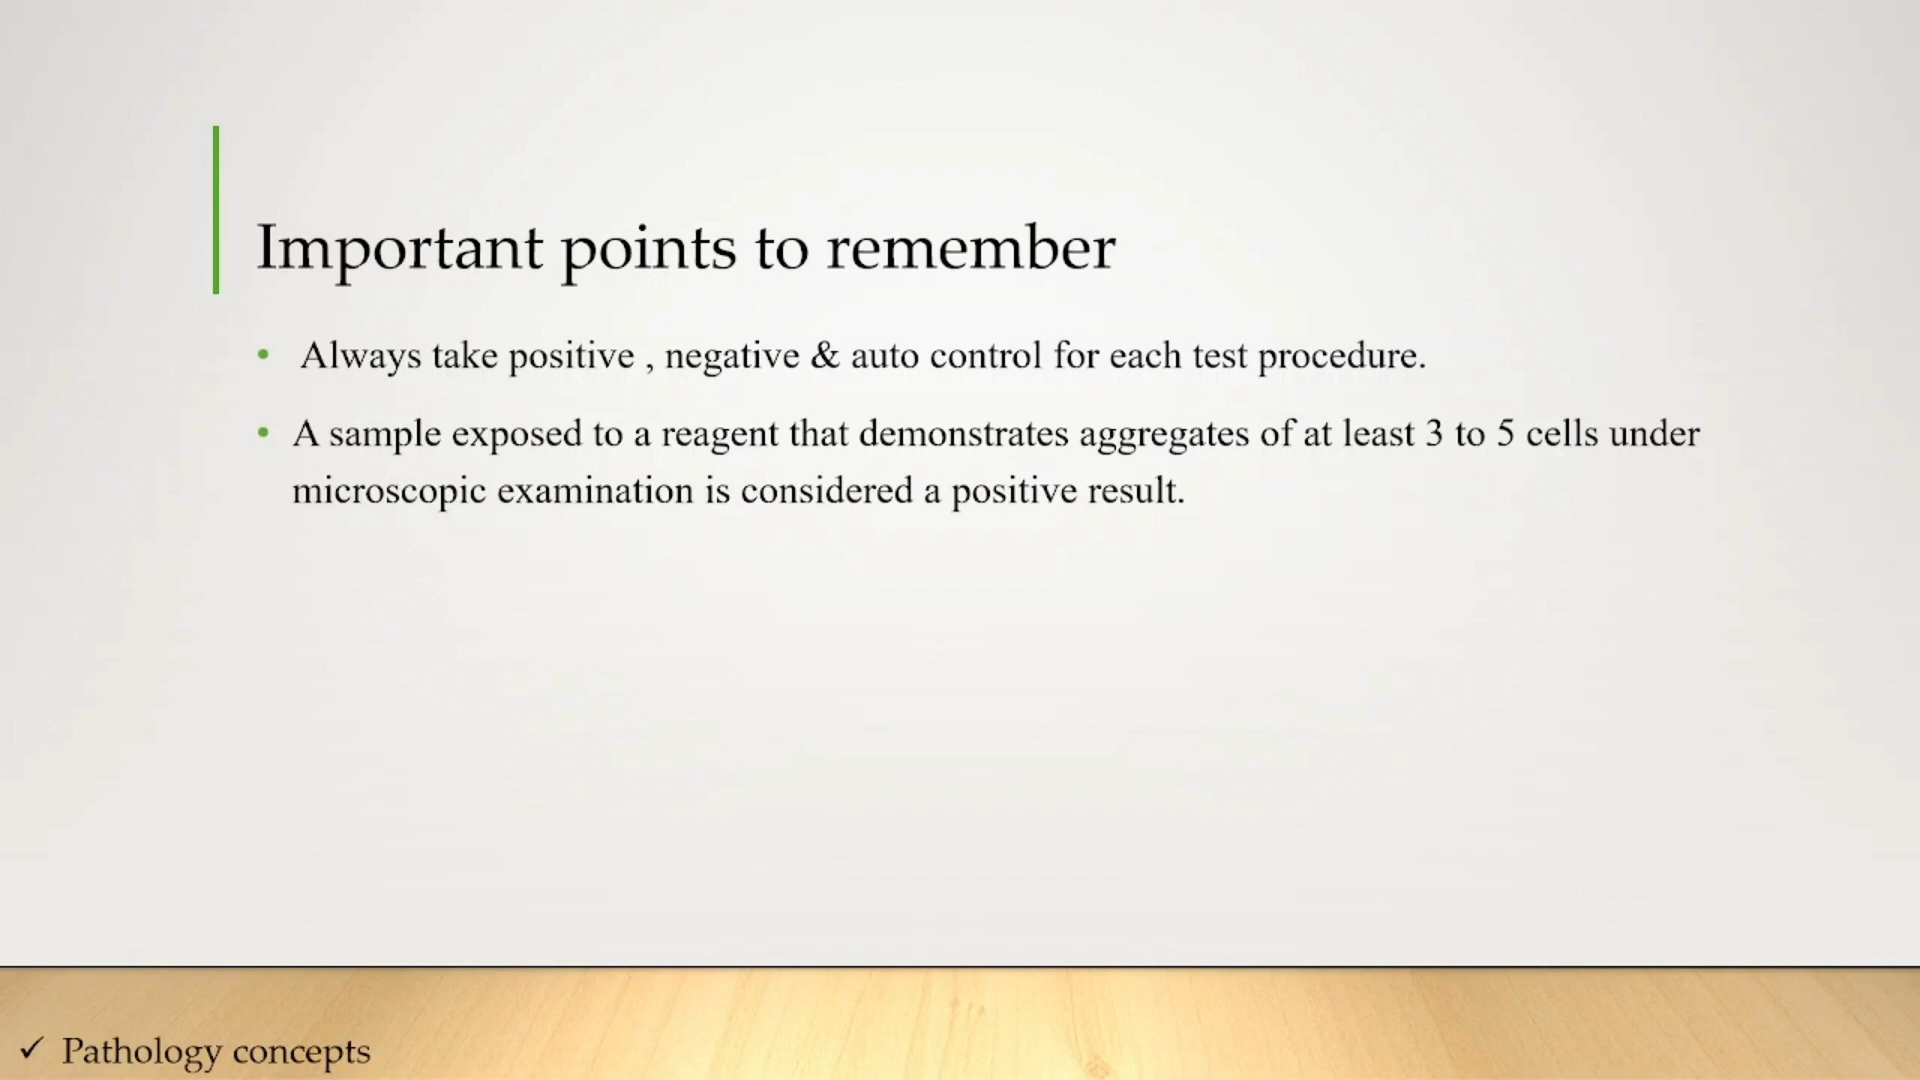 Important points to remember
• Always take positive , negative & auto control for each test procedure.
• A sample exposed to a reagent that demonstrates aggregates of at least 3 to 5 cells under
microscopic examination is considered a positive result.
✓ Pathology concepts